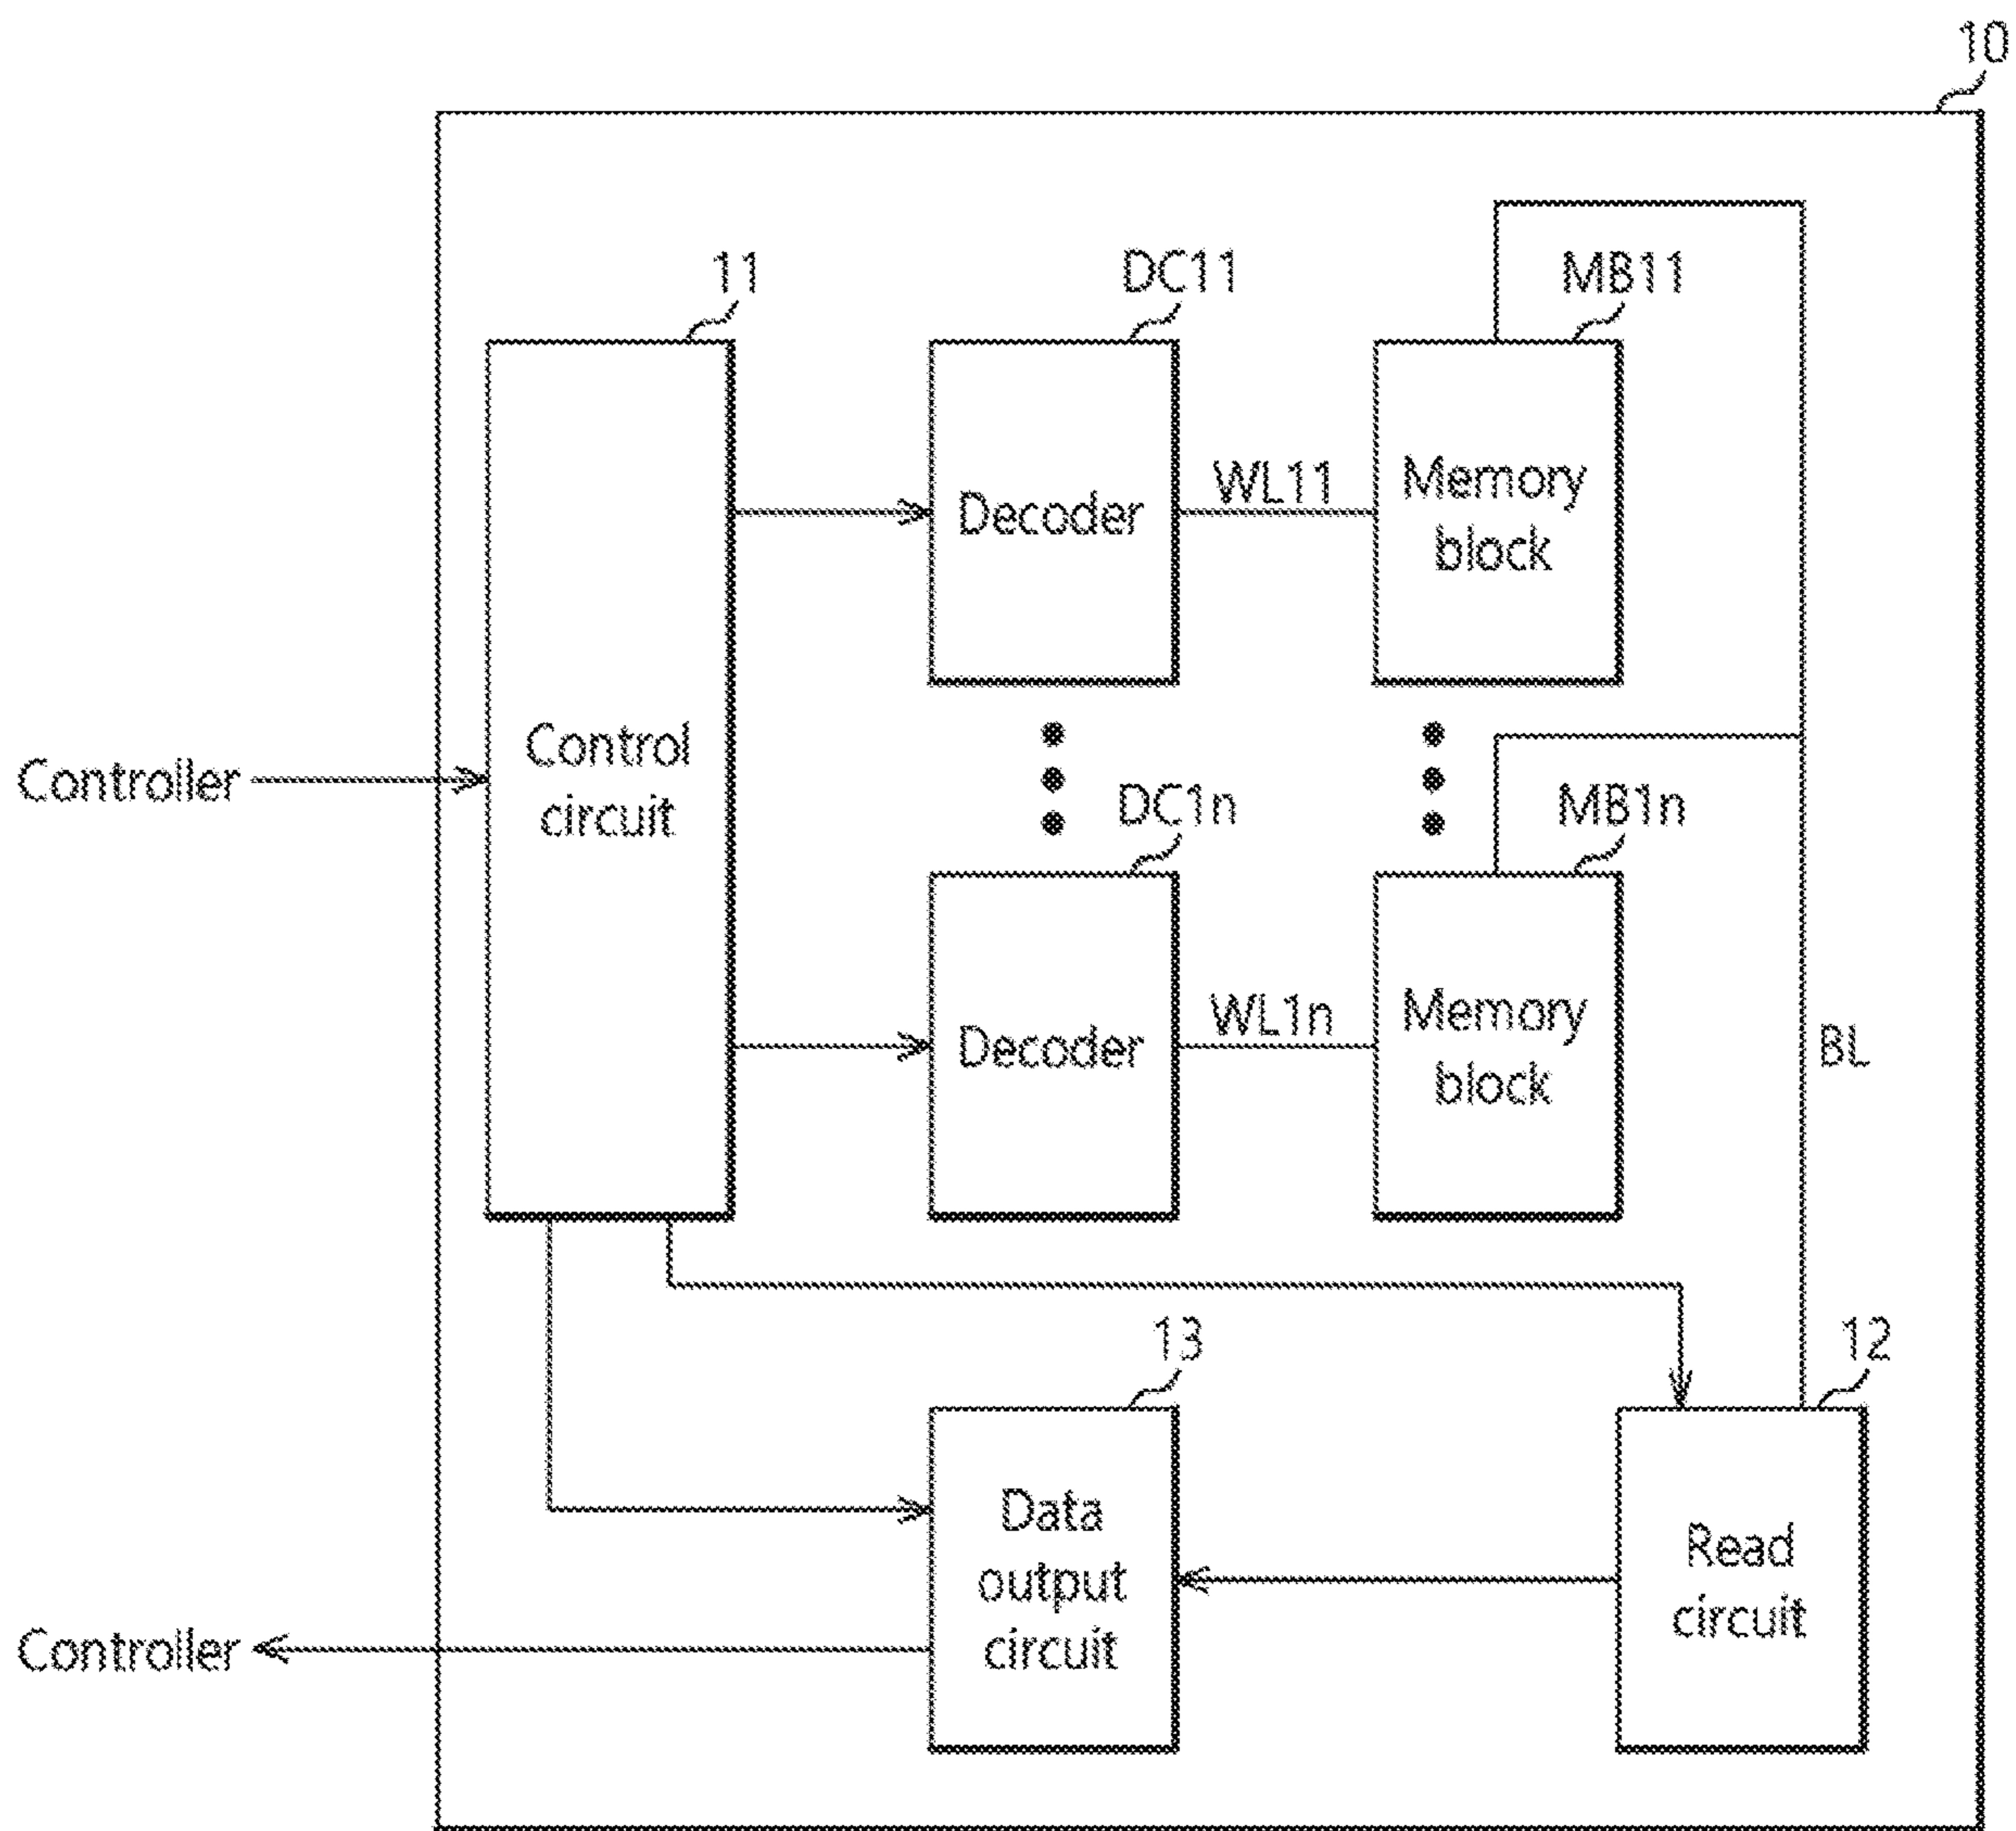 10
11
DC11
MB11
Decoder
WL11
Memory
block
Controller
Control
circuit
DC1n
MB1n
Decoder
WL1n
Memory
block
BL
13
12
Data
output
circuit
Read
circuit
Controller